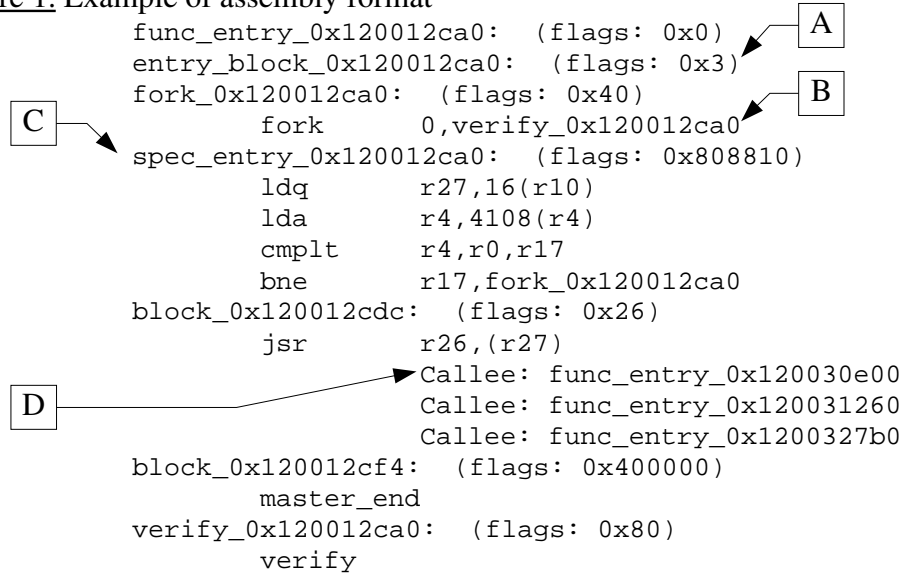 1. Example of assembly format
func_entry_0x120012ca0: (flags: 0x0)
A
entry_block_0x120012ca0: (flags: 0x3)
fork_0x120012ca0: (flags: 0x40)
B
fork 0,verify_0x120012ca0
C
spec_entry_0x120012ca0: (flags: 0x808810)
ldq r27,16(r10)
lda r4,4108(r4)
cmplt r4,r0,r17
bne r17,fork_0x120012ca0
block_0x120012cdc: (flags: 0x26)
jsr r26,(r27)
Callee: func_entry_0x120030e00
D
Callee: func_entry_0x120031260
Callee: func_entry_0x1200327b0
block_0x120012cf4: (flags: 0x400000)
master_end
verify_0x120012ca0: (flags: 0x80)
verify